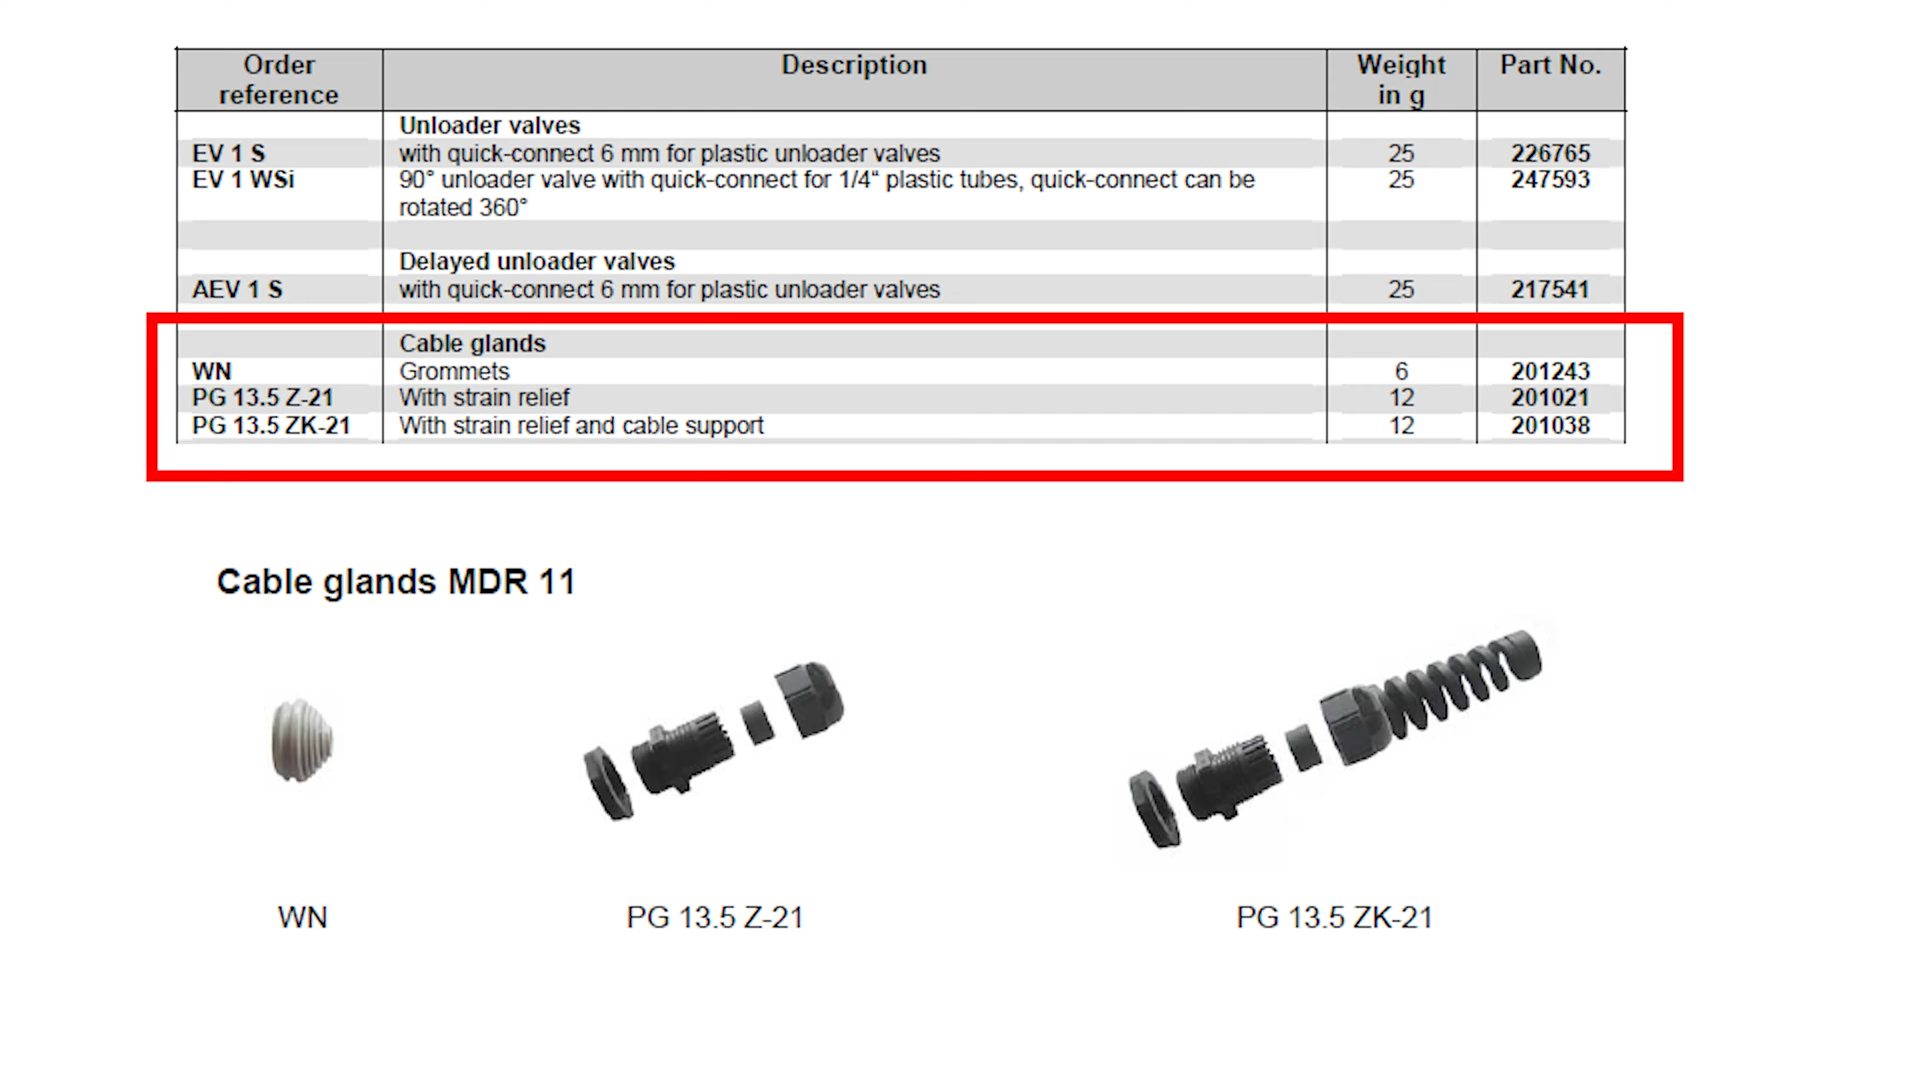 Order reference Description Weight in g Part No.
Unloader valves
EV 1 S with quick-connect 6 mm for plastic unloader valves 25 226765
EV 1 WSi 90° unloader valve with quick-connect for 1/4“ plastic tubes, quick-connect can be 25 247593
rotated 360°
Delayed unloader valves
AEV 1 S with quick-connect 6 mm for plastic unloader valves 25 217541
Cable glands
WN Grommets 6 201243
PG 13.5 Z-21 With strain relief 12 201021
PG 13.5 ZK-21 With strain relief and cable support 12 201038
Cable glands MDR 11
WN PG 13.5 Z-21 PG 13.5 ZK-21